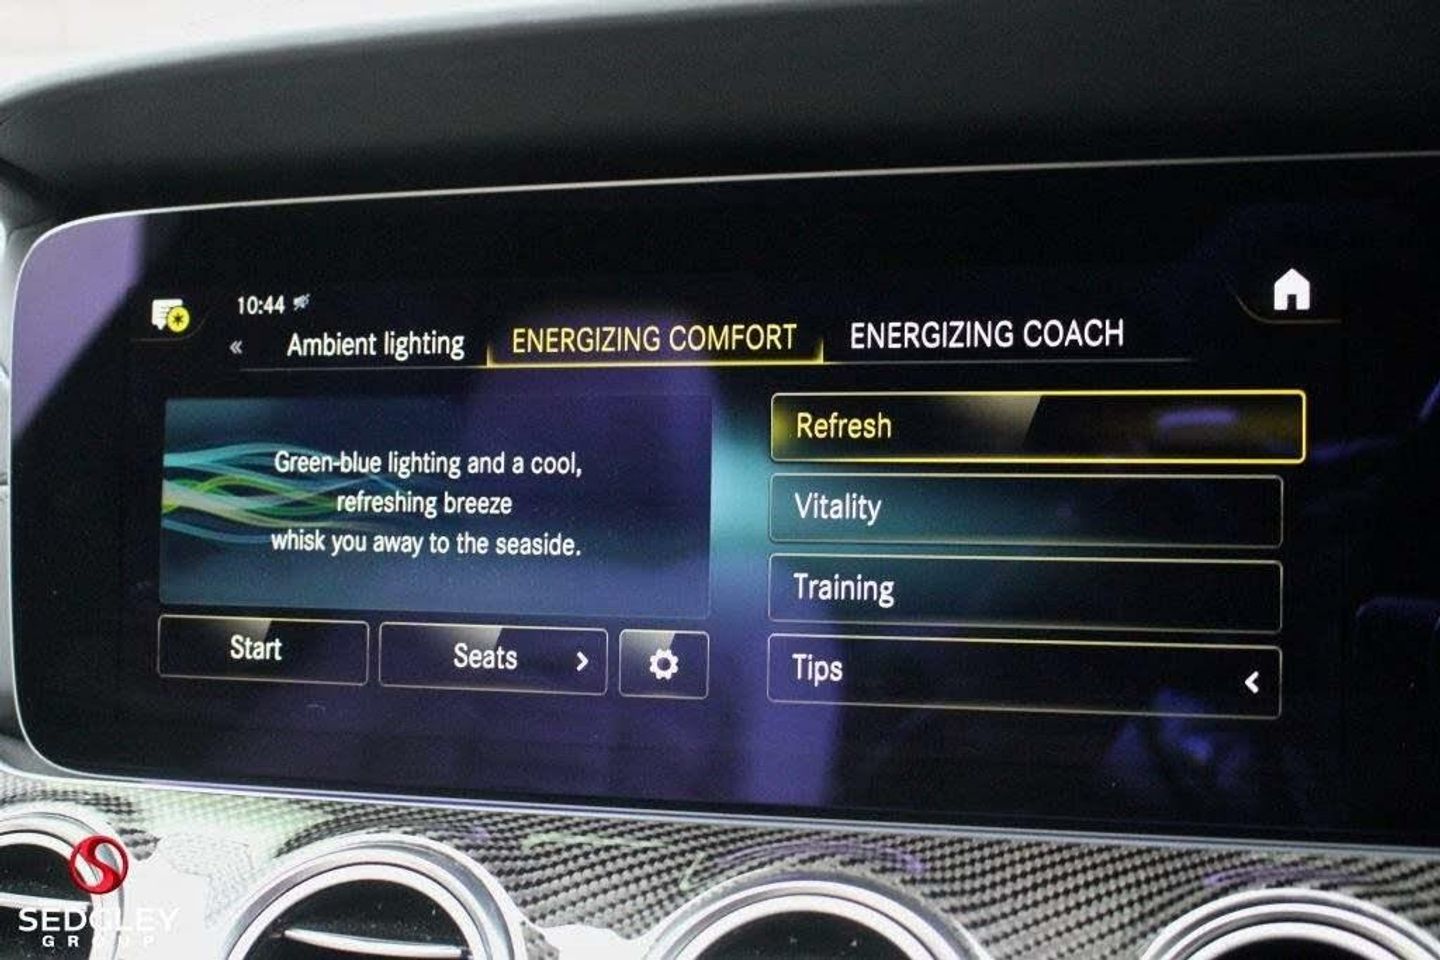 10:44
« Ambient lighting ENERGIZING COMFORT ENERGIZING COACH
Green-blue lighting and a cool,
refreshing breeze
whisk you away to the seaside.
Start
Seats
Refresh
Vitality
Training
Tips
SEDGLEY
GROUP